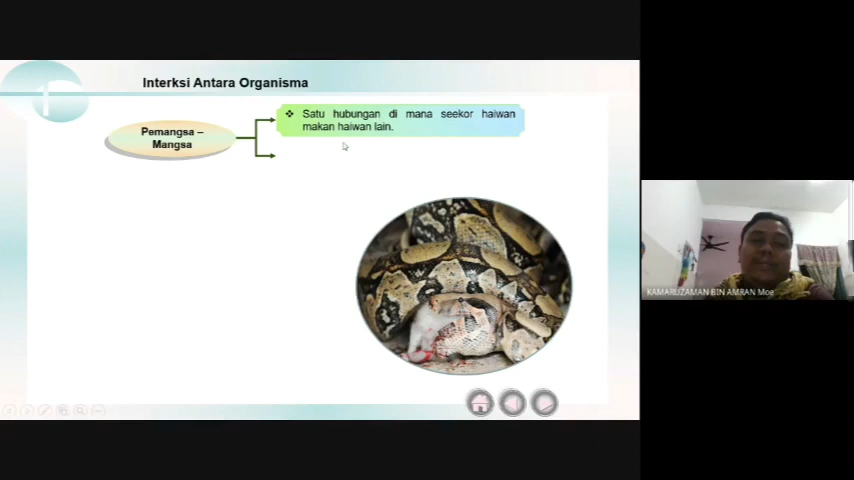 Interksi Antara Organisma
Pemangsa –
Mangsa
❖ Satu hubungan di mana seekor haiwan
makan haiwan lain.
KAMARUZAMAN BIN AMRAN Moe